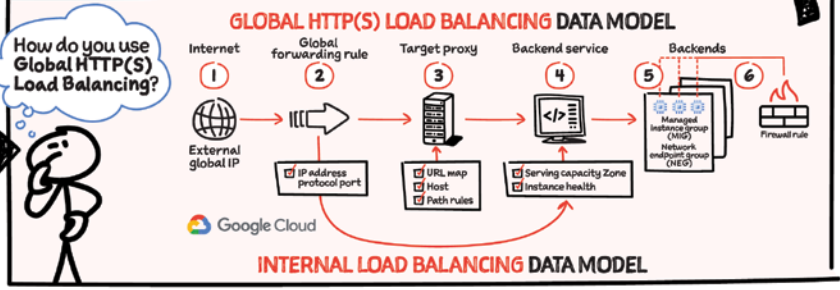 GLOBAL HTTP(S) LOAD BALANCING DATA MODEL
How do you use
Global HTTP(S)
Load Balancing?
Internet
1
External
global IP
Global
forwarding rule
2
IP address
protocol port
Target proxy
3
URL map
Host
Path rules
Backend service
4
</>
Serving capacity Zone
Instance health
Backends
5
Managed
instance group
(MIG)
Network
endpoint group
(NEG)
6
Firewall rule
Google Cloud
INTERNAL LOAD BALANCING DATA MODEL